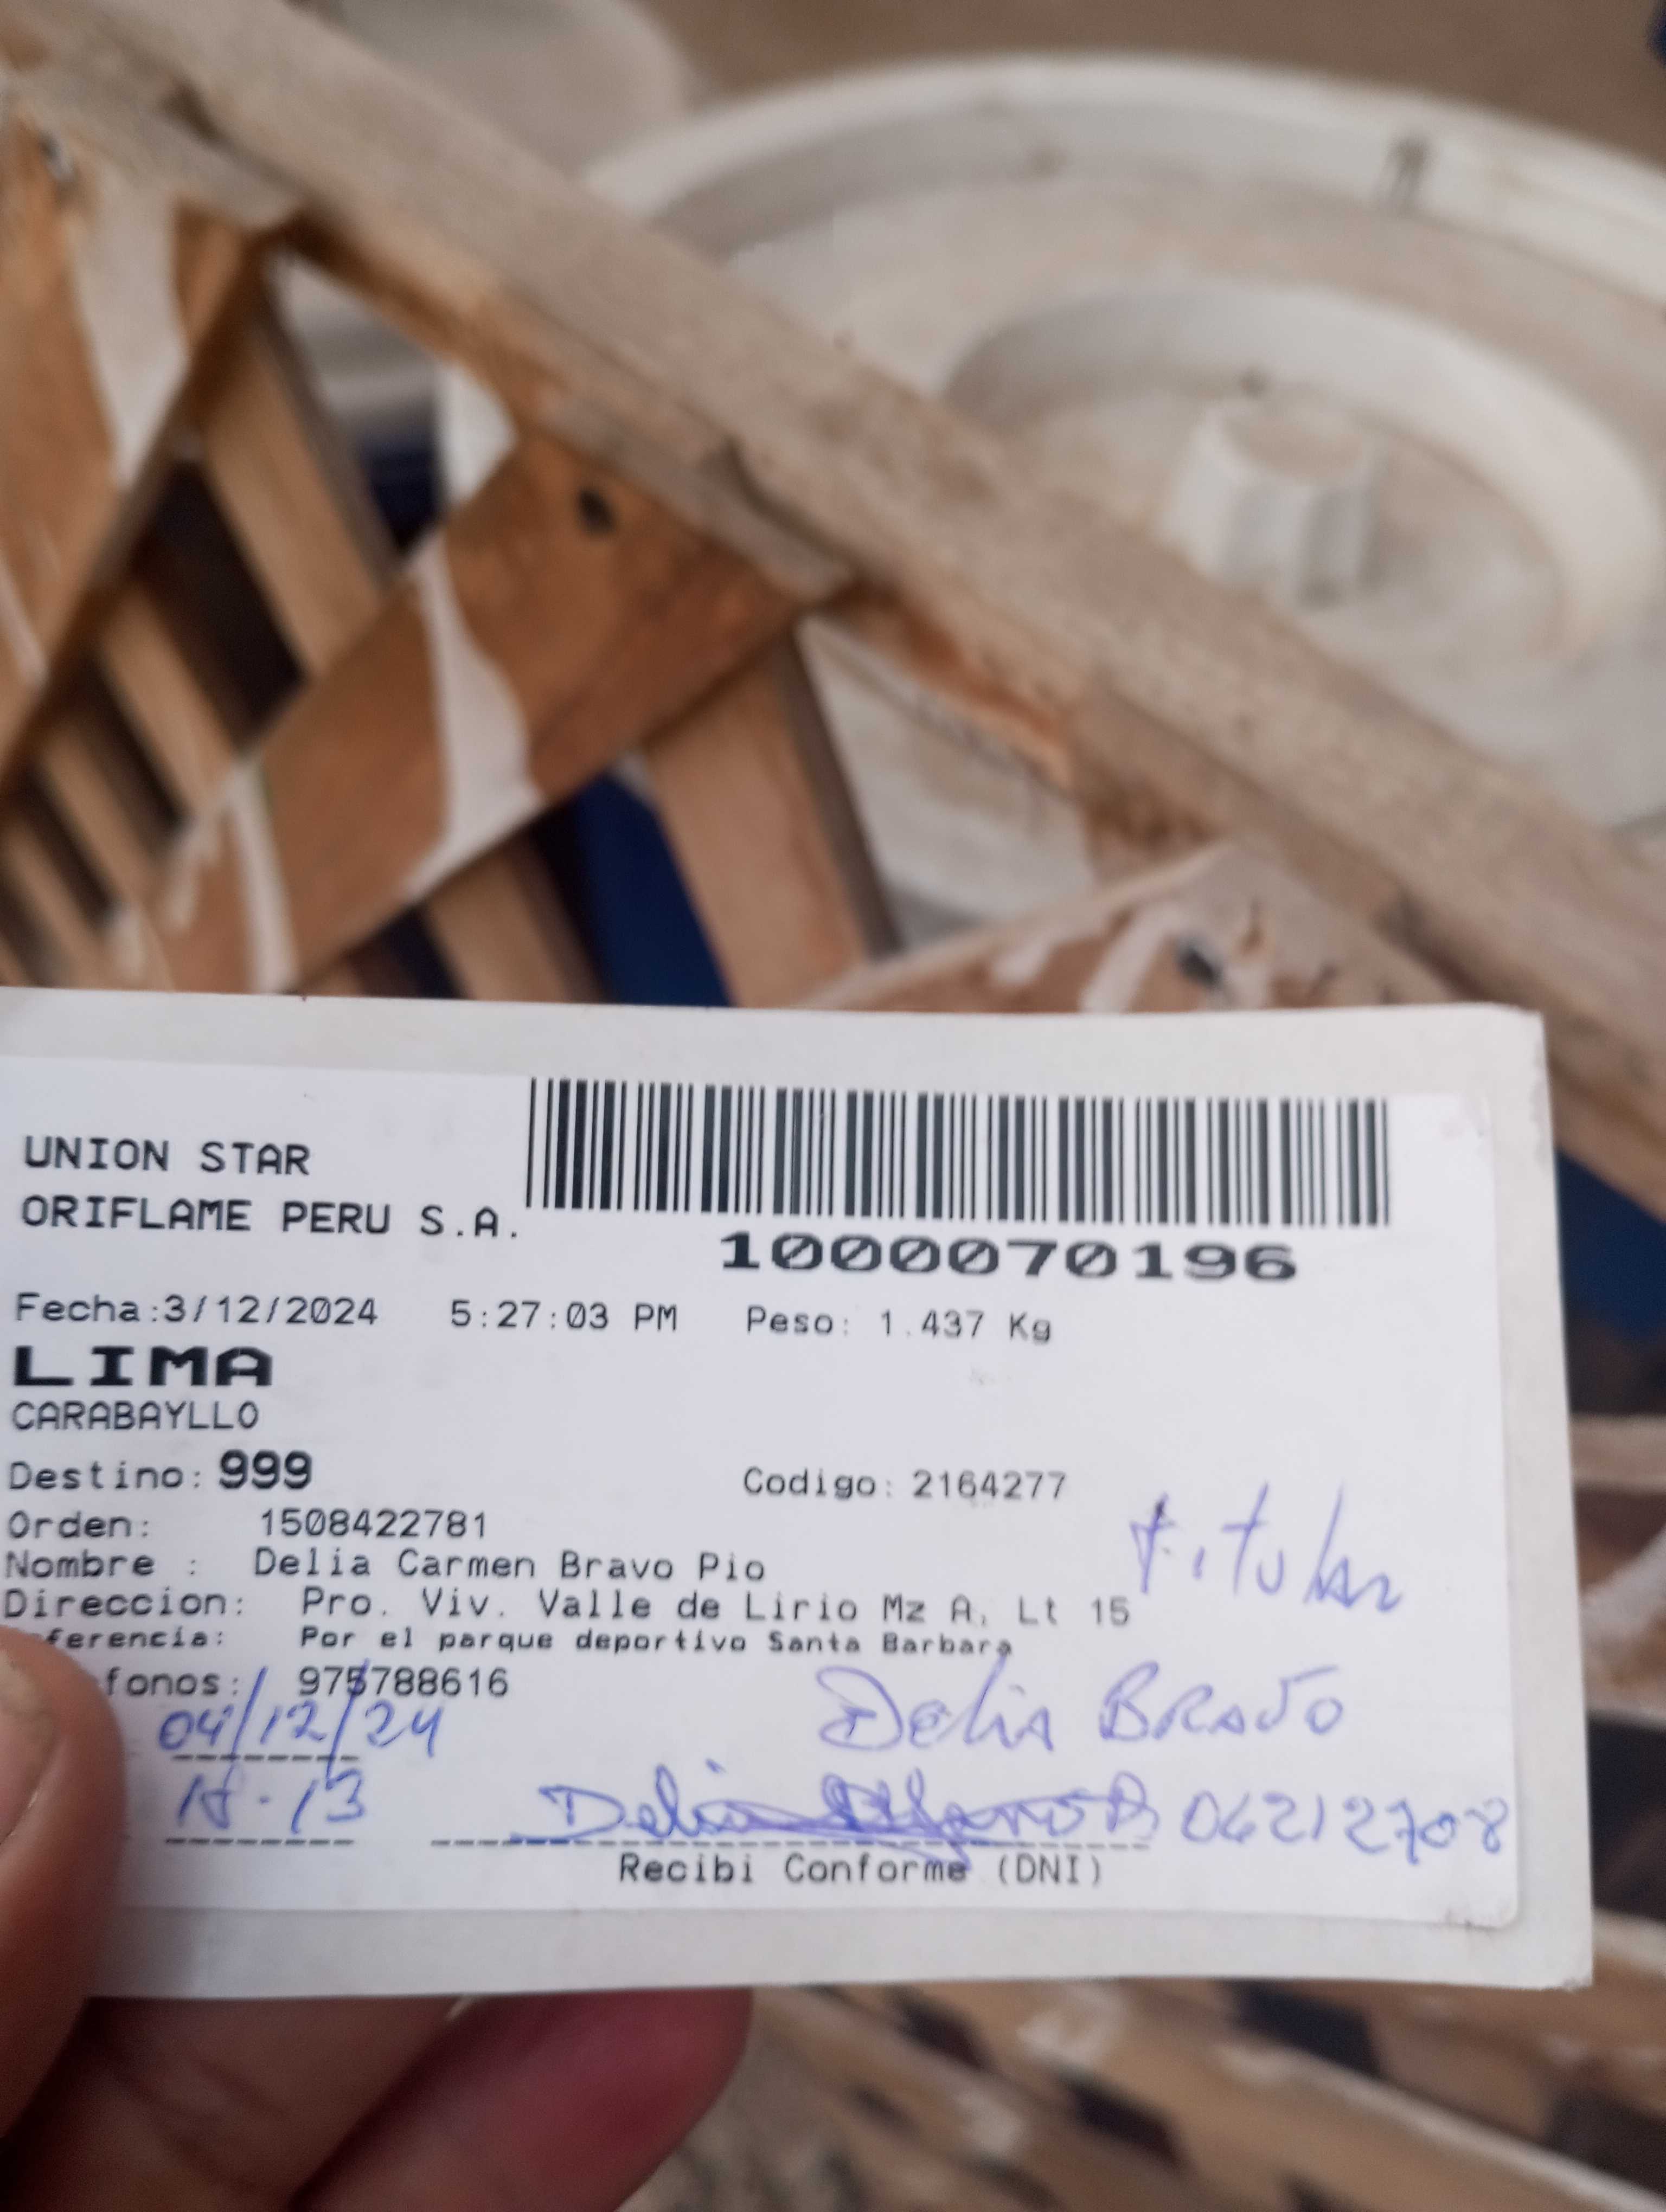 UNION STAR
ORIFLAME PERU S.A.
1000070196
Fecha:3/12/2024 5:27:03 PM Peso: 1.437 Kg
LIMA
CARABAYLLO
Destino: 999 Codigo: 2164277
Orden: 1508422781
titular
Nombre : Delia Carmen Bravo Pio
Direccion: Pro. Viv. Valle de Lirio Mz A, Lt 15
ferencia: Por el parque deportivo Santa Barbara
fonos: 975788616
04/12/24 Delia BRAVO
Delia 06212708
Recibi Conforme (DNI)